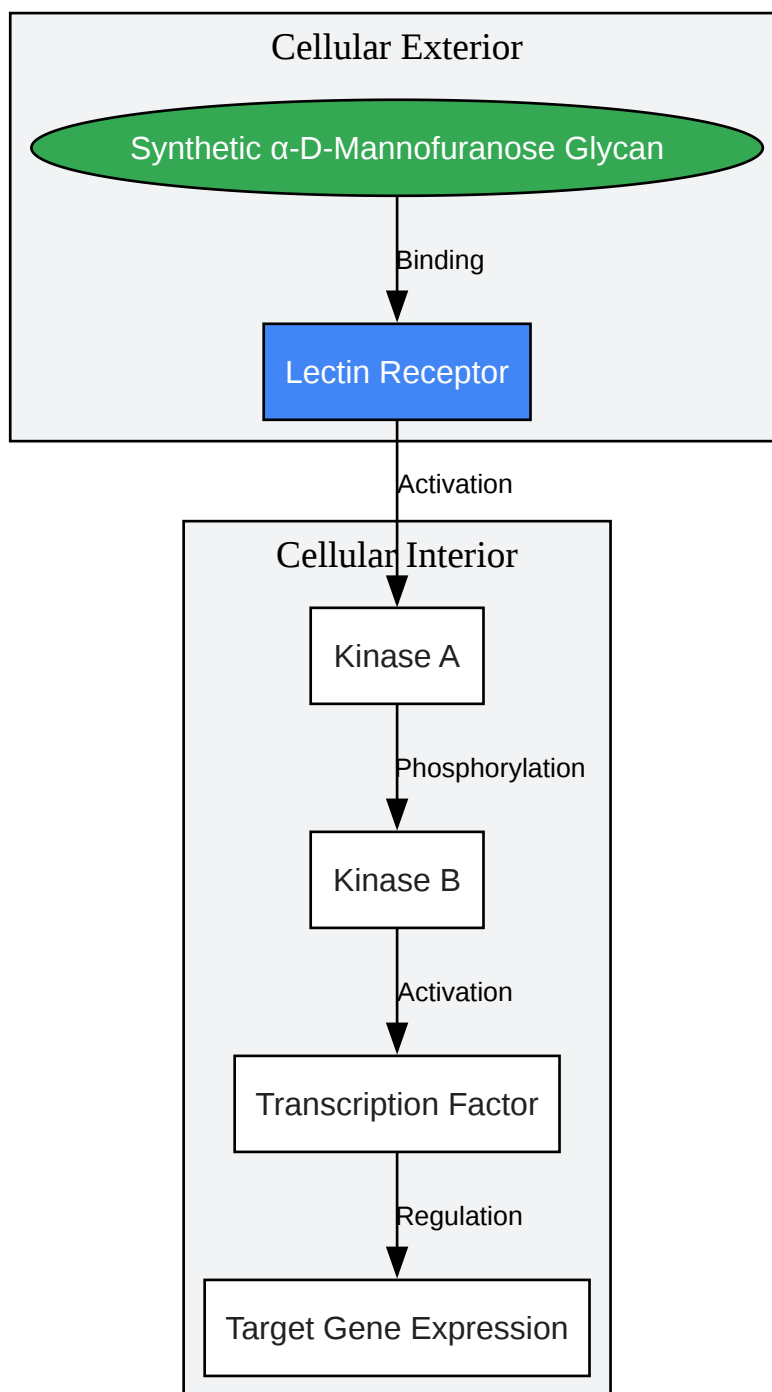 Cellular Exterior
Synthetic α-D-Mannofuranose Glycan
Binding
Lectin Receptor
Activation
Cellular Interior
Kinase A
Phosphorylation
Kinase B
Activation
Transcription Factor
Regulation
Target Gene Expression